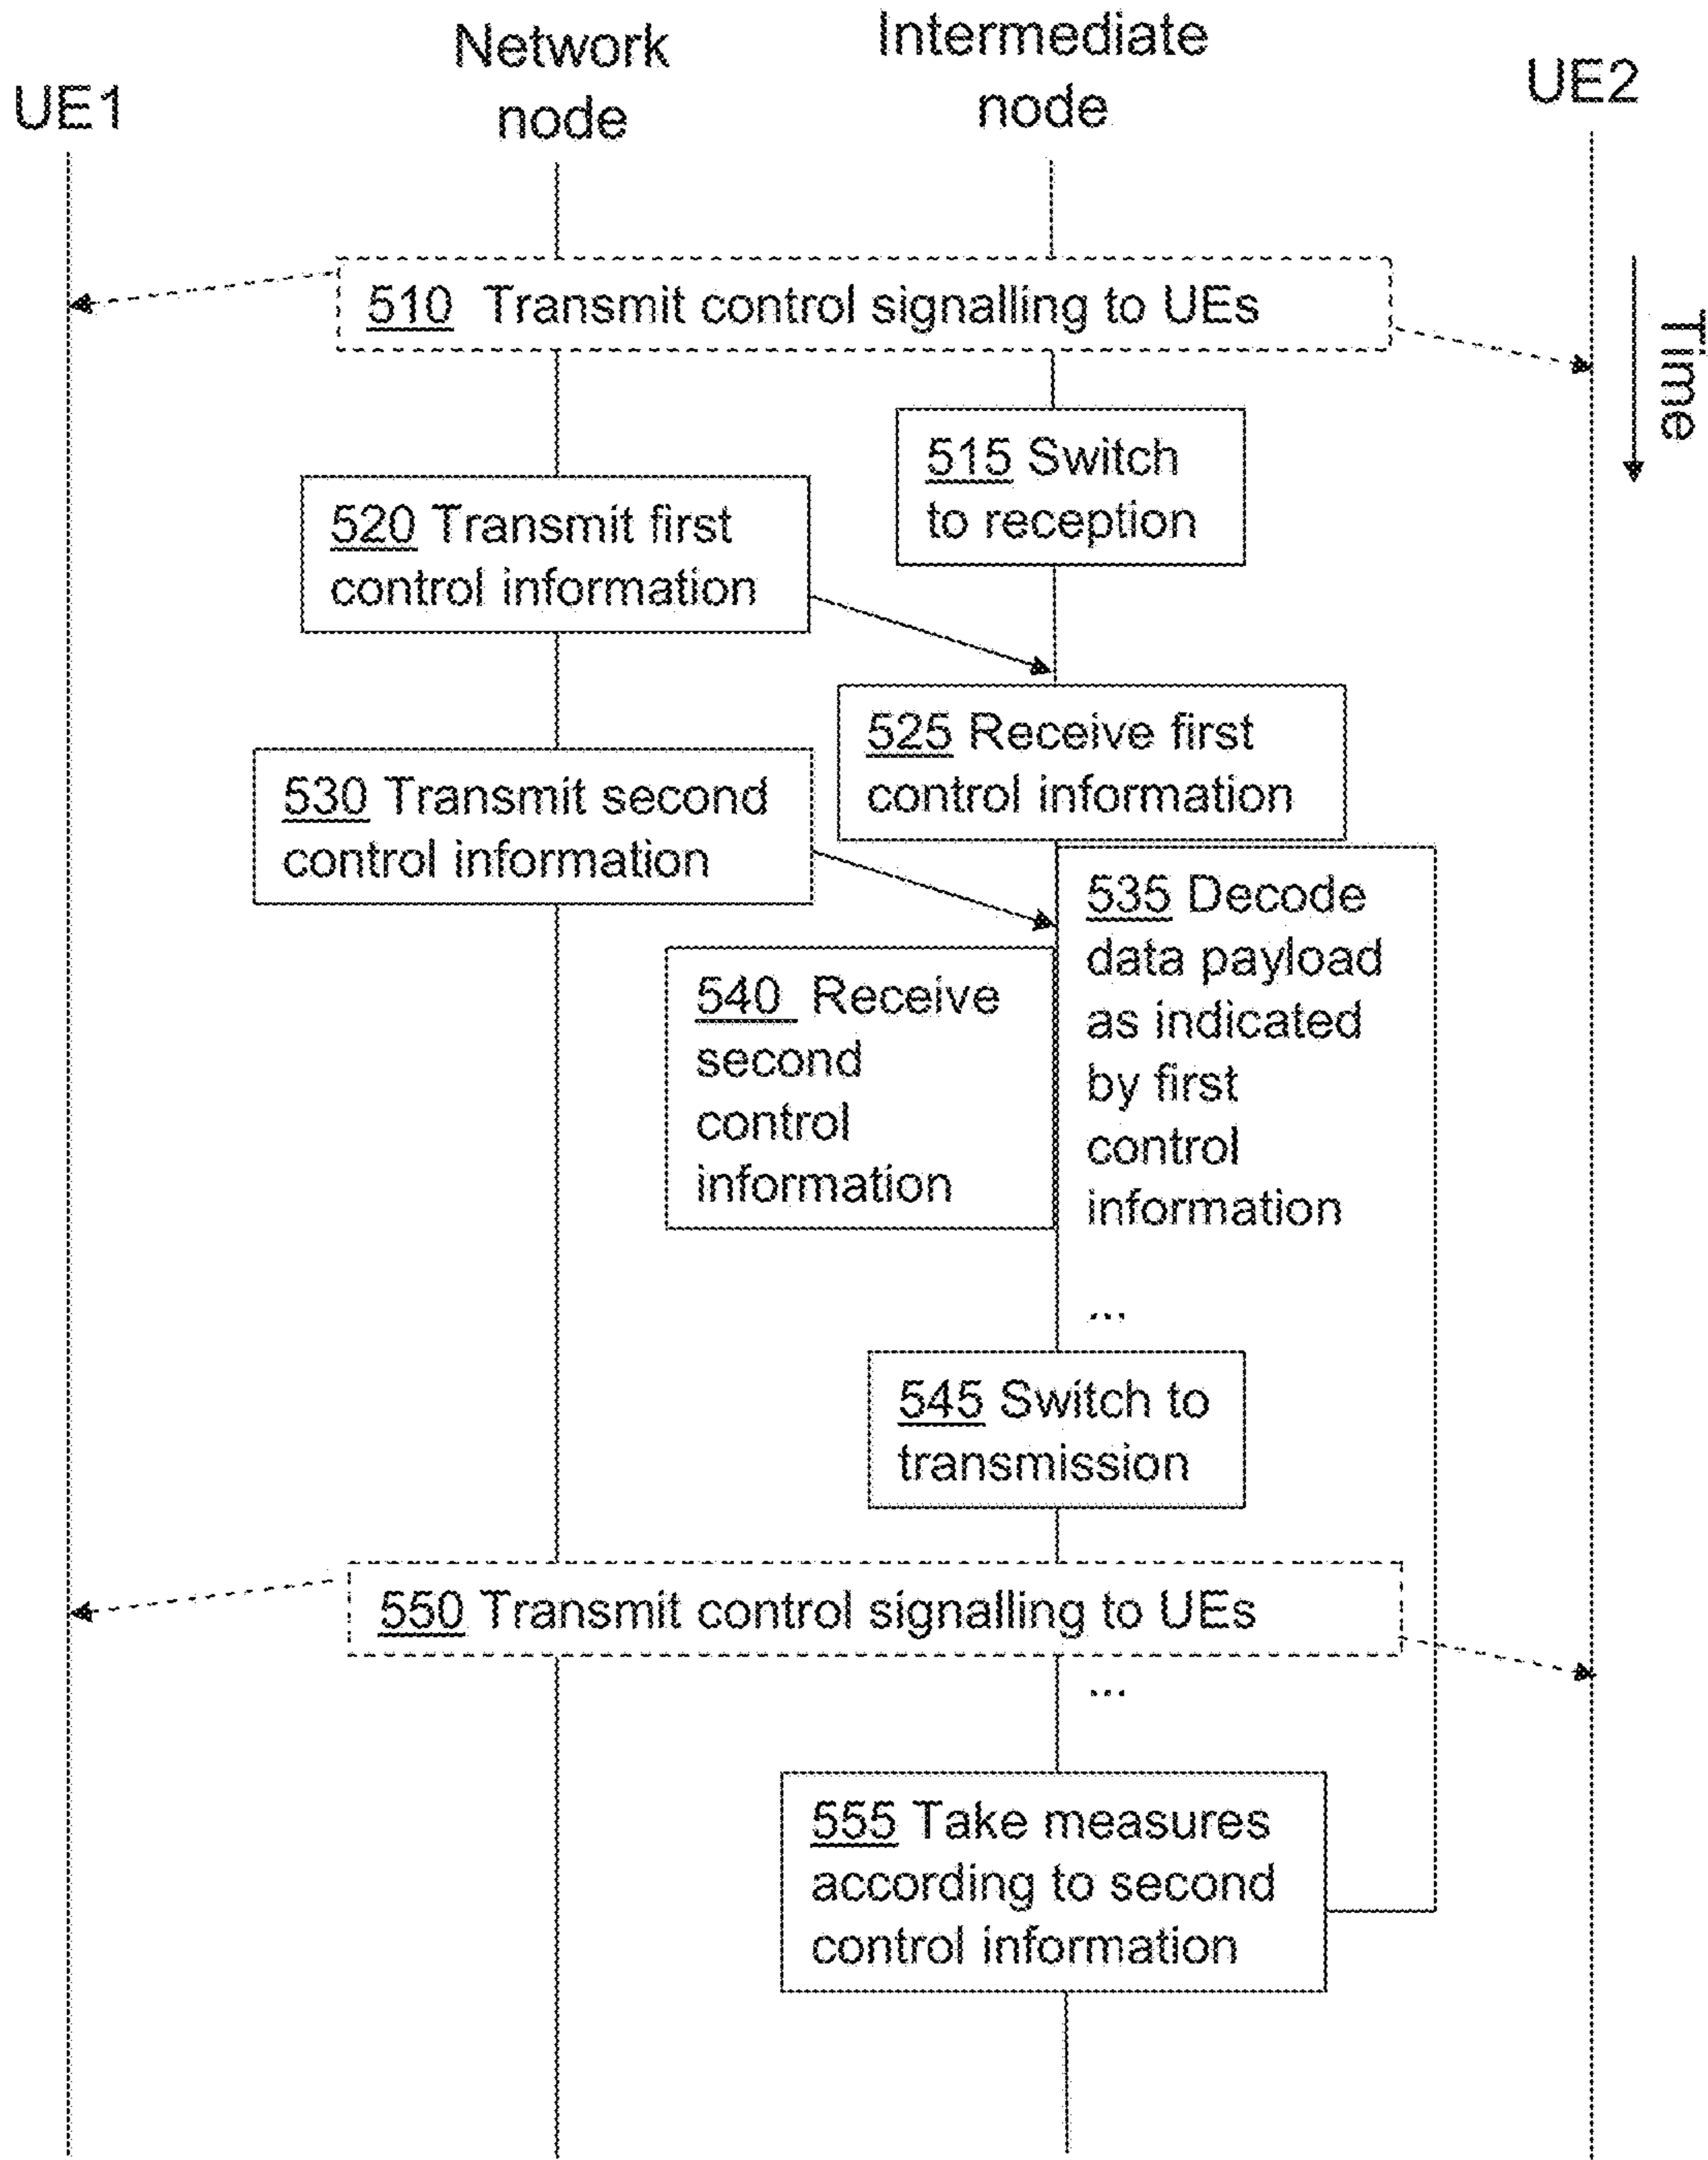 UE1
Network
node
Intermediate
node
UE2
510 Transmit control signalling to UEs
Time
515 Switch
to reception
520 Transmit first
control information
525 Receive first
control information
530 Transmit second
control information
535 Decode
data payload
as indicated
by first
control
information
...
540 Receive
second
control
information
545 Switch to
transmission
550 Transmit control signalling to UEs
...
555 Take measures
according to second
control information